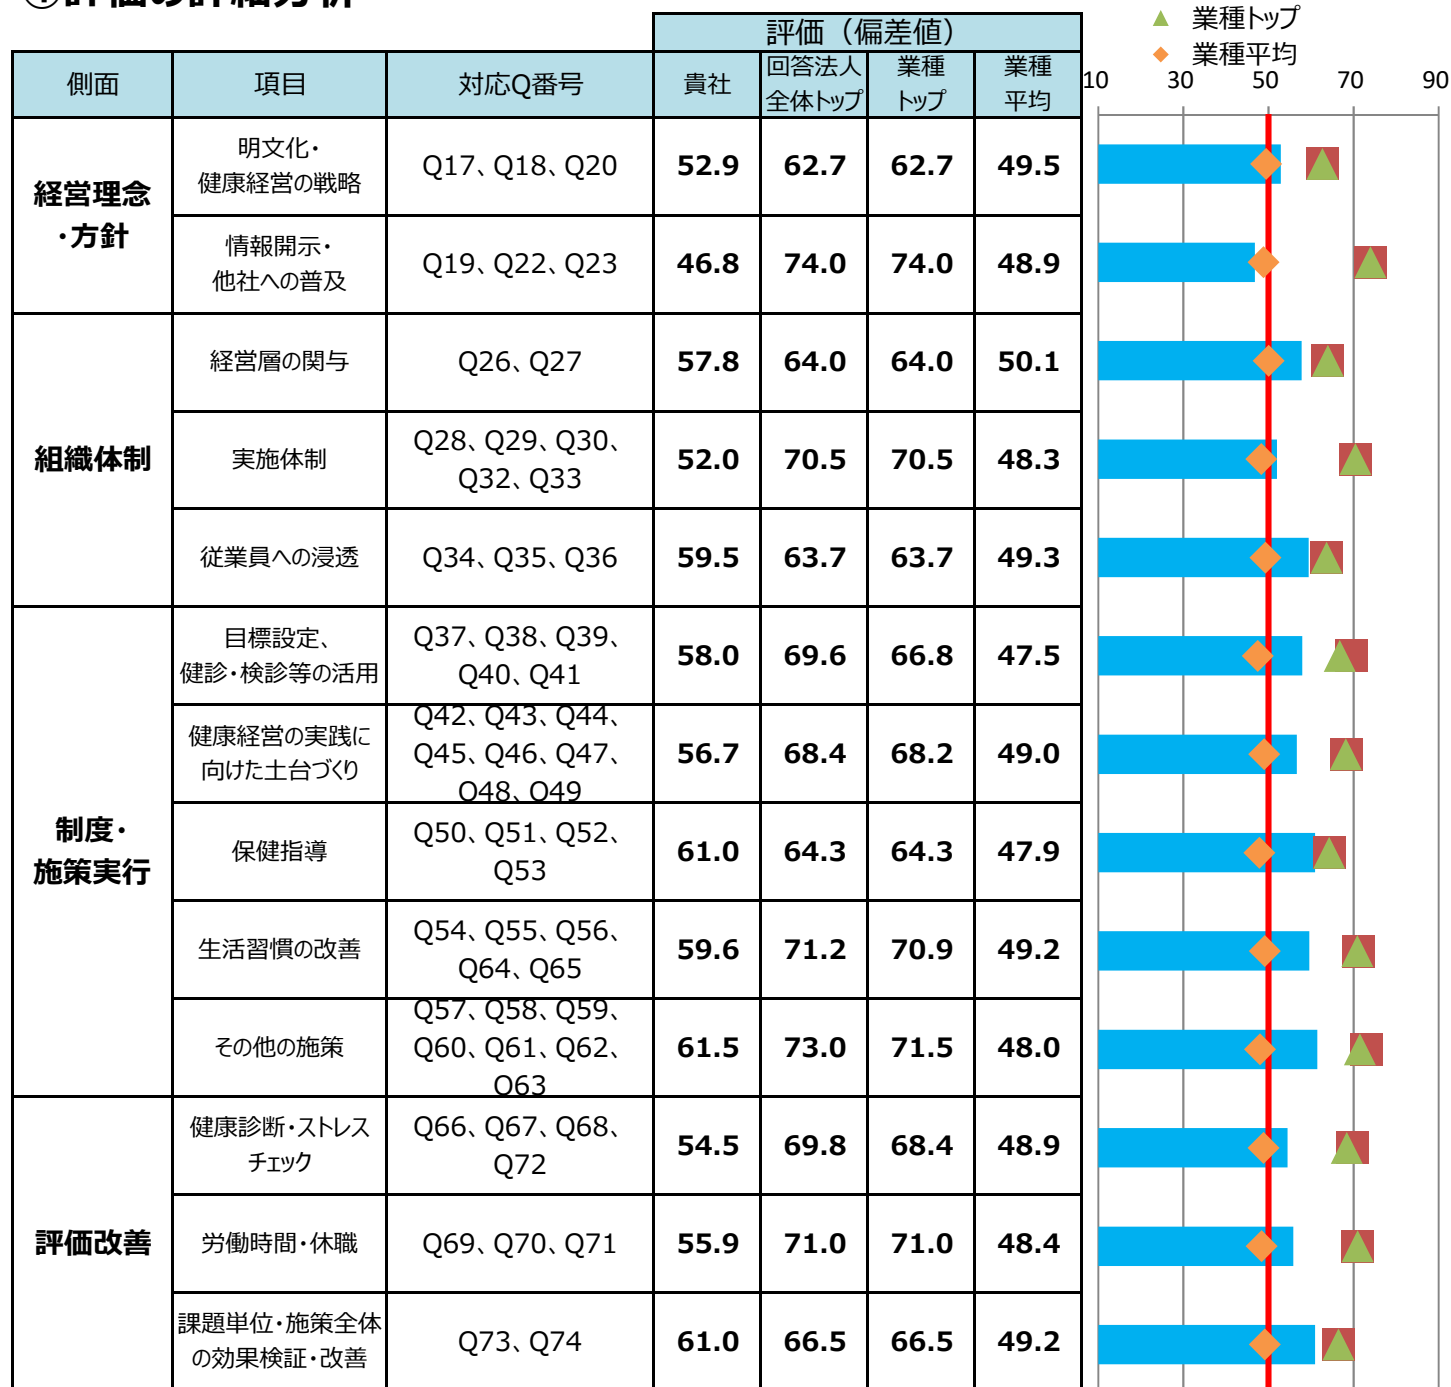 ①評価の詳細分析
評価（偏差値）
側面 項目 対応Q番号 貴社 回答法人全体トップ 業種トップ 業種平均
▲ 業種トップ
◆ 業種平均
10 30 50 70 90
経営理念
・方針
明文化・
健康経営の戦略
Q17、Q18、Q20
52.9 62.7 62.7 49.5
情報開示・
他社への普及
Q19、Q22、Q23
46.8 74.0 74.0 48.9
組織体制
経営層の関与
Q26、Q27
57.8 64.0 64.0 50.1
実施体制
Q28、Q29、Q30、
Q32、Q33
52.0 70.5 70.5 48.3
従業員への浸透
Q34、Q35、Q36
59.5 63.7 63.7 49.3
制度・
施策実行
目標設定、
健診・検診等の活用
Q37、Q38、Q39、
Q40、Q41
58.0 69.6 66.8 47.5
健康経営の実践に
向けた土台づくり
Q42、Q43、Q44、
Q45、Q46、Q47、
Q48、Q49
56.7 68.4 68.2 49.0
保健指導
Q50、Q51、Q52、
Q53
61.0 64.3 64.3 47.9
生活習慣の改善
Q54、Q55、Q56、
Q64、Q65
59.6 71.2 70.9 49.2
その他の施策
Q57、Q58、Q59、
Q60、Q61、Q62、
Q63
61.5 73.0 71.5 48.0
評価改善
健康診断・ストレス
チェック
Q66、Q67、Q68、
Q72
54.5 69.8 68.4 48.9
労働時間・休職
Q69、Q70、Q71
55.9 71.0 71.0 48.4
課題単位・施策全体
の効果検証・改善
Q73、Q74
61.0 66.5 66.5 49.2